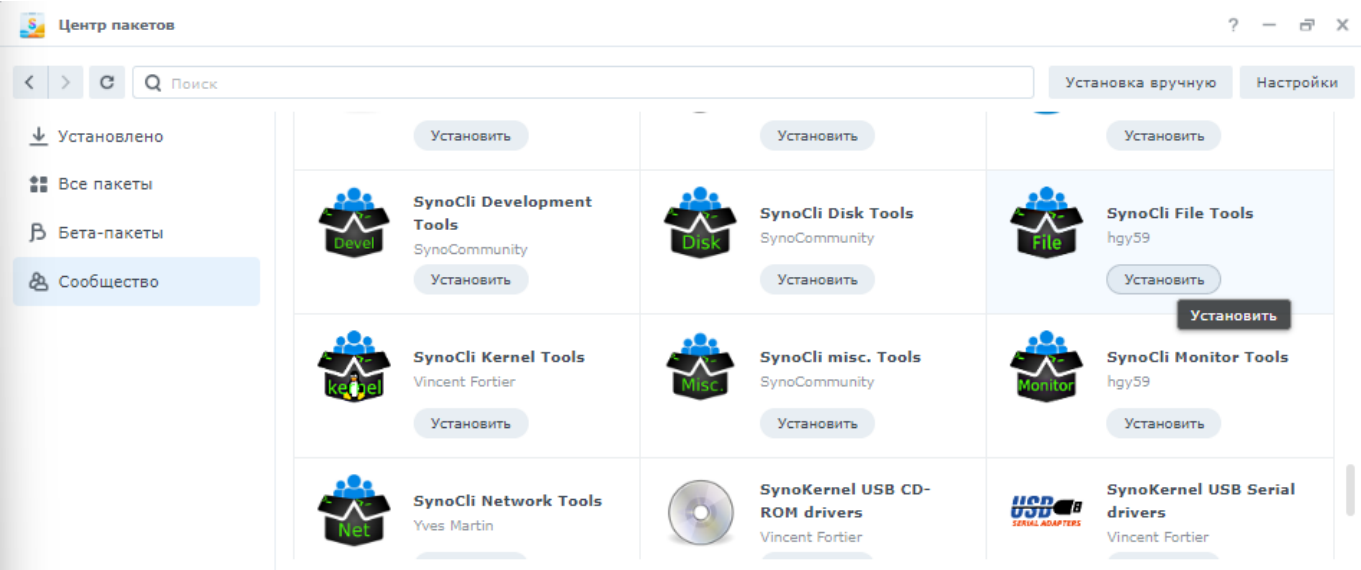 Центр пакетов
?
Поиск
Установка вручную
Настройки
Установлено
Все пакеты
Бета-пакеты
Сообщество
Установить
Установить
Установить
Devel
SynoCli Development
Tools
SynoCommunity
Установить
Disk
SynoCli Disk Tools
SynoCommunity
Установить
File
SynoCli File Tools
hgy59
Установить
Установить
kernel
SynoCli Kernel Tools
Vincent Fortier
Установить
Misc.
SynoCli misc. Tools
SynoCommunity
Установить
Monitor
SynoCli Monitor Tools
hgy59
Установить
Net
SynoCli Network Tools
Yves Martin
SynoKernel USB CD-
ROM drivers
Vincent Fortier
USB
SERIAL ADAPTERS
SynoKernel USB Serial
drivers
Vincent Fortier